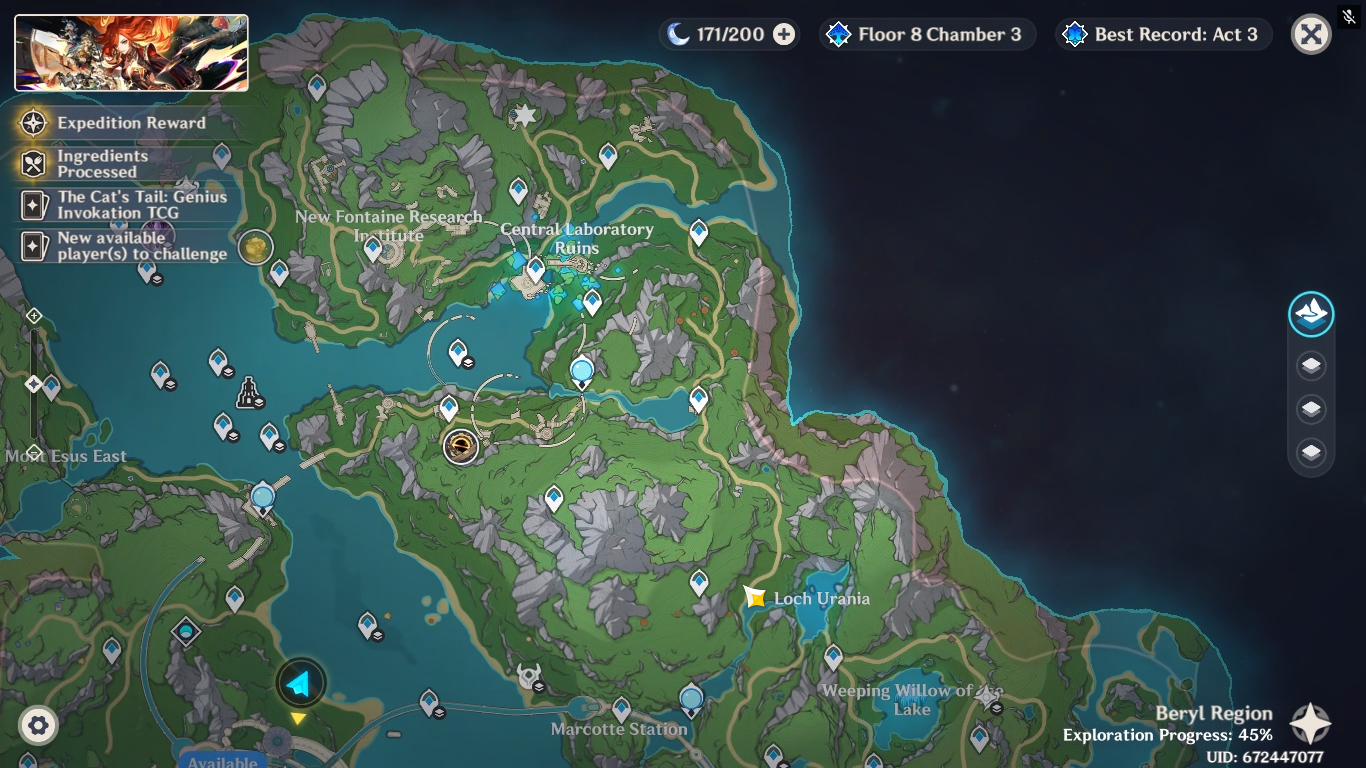 171/200
Floor 8 Chamber 3
Best Record: Act 3
Expedition Reward
Ingredients
Processed
The Cat's Tail: Genius
Invokation TCG
New available
player(s) to challenge
New Fontaine Research
Institute
Central Laboratory
Ruins
Mont Esus East
Loch Urania
Weeping Willow of the
Lake
Marcotte Station
Available
Beryl Region
Exploration Progress: 45%
UID: 672447077